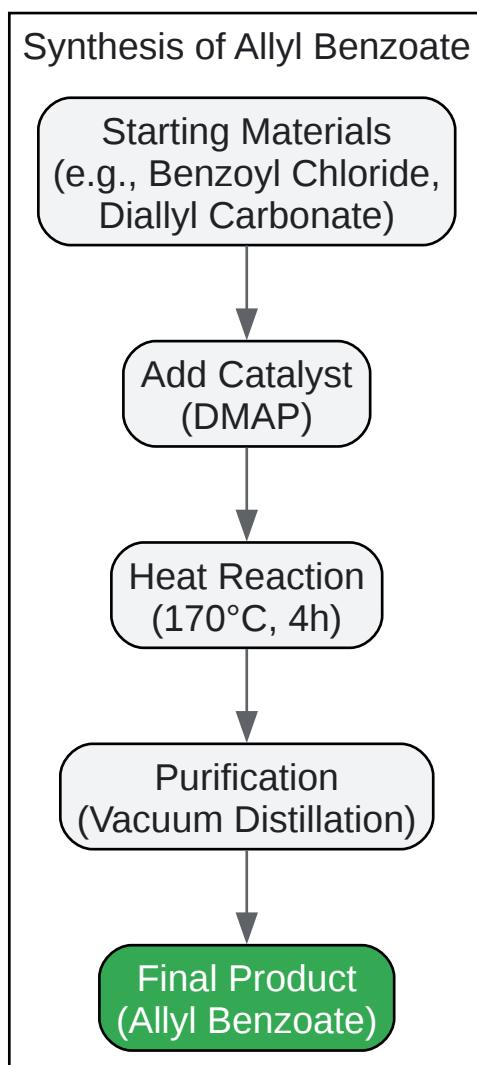 Synthesis of Allyl Benzoate
Starting Materials
(e.g., Benzoyl Chloride,
Diallyl Carbonate)
Add Catalyst
(DMAP)
Heat Reaction
(170°C, 4h)
Purification
(Vacuum Distillation)
Final Product
(Allyl Benzoate)